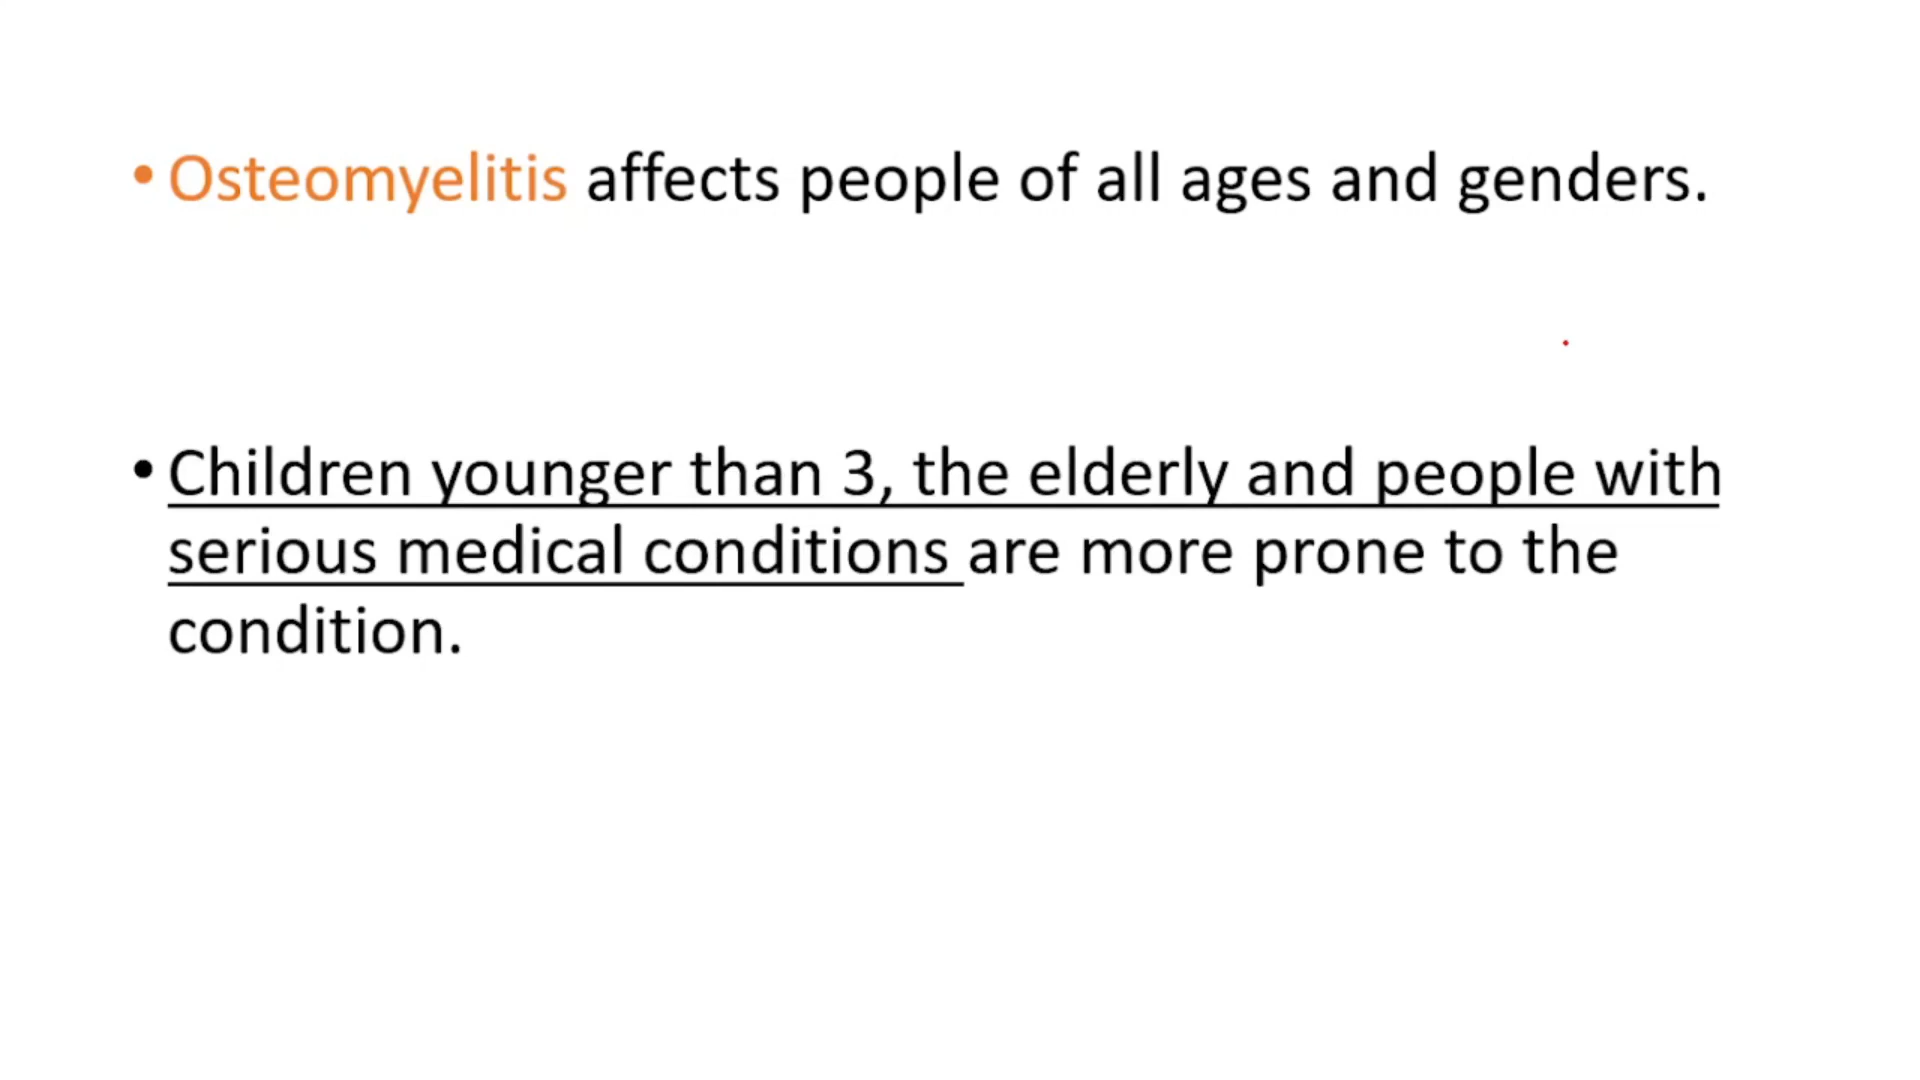 • Osteomyelitis affects people of all ages and genders.
• Children younger than 3, the elderly and people with
serious medical conditions are more prone to the
condition.